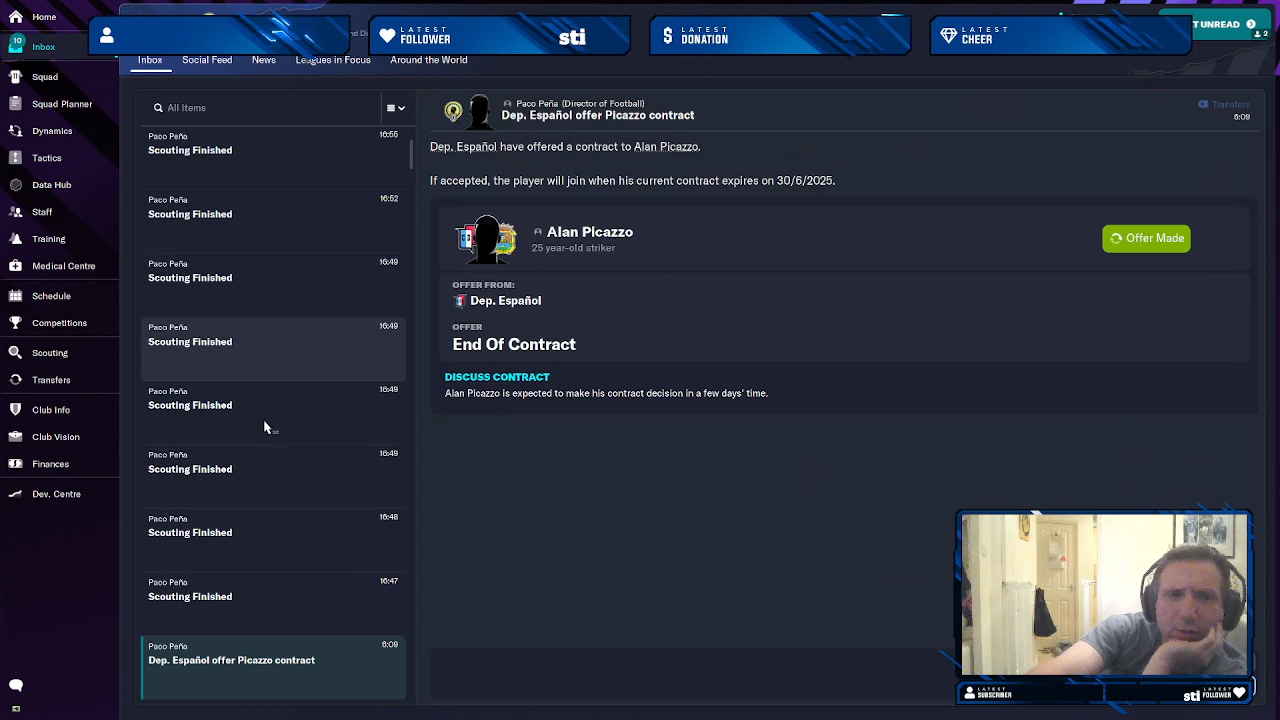 Home
10
Inbox
Squad
Squad Planner
Dynamics
Tactics
Data Hub
Staff
Training
Medical Centre
Schedule
Competitions
Scouting
Transfers
Club Info
Club Vision
Finances
Dev. Centre
LATEST
FOLLOWER
sti
LATEST
DONATION
LATEST
CHEER
T UNREAD
2
Inbox
Social Feed
News
Leagues in Focus
Around the World
All Items
Paco Peña
16:55
Scouting Finished
Paco Peña
16:52
Scouting Finished
Paco Peña
16:49
Scouting Finished
Paco Peña
16:49
Scouting Finished
Paco Peña
16:49
Scouting Finished
Paco Peña
16:49
Scouting Finished
Paco Peña
16:48
Scouting Finished
Paco Peña
16:47
Scouting Finished
Paco Peña
6:09
Dep. Español offer Picazzo contract
Paco Peña (Director of Football)
Dep. Español offer Picazzo contract
Transfers
6:09
Dep. Español have offered a contract to Alan Picazzo.
If accepted, the player will join when his current contract expires on 30/6/2025.
Alan Picazzo
25 year-old striker
Offer Made
OFFER FROM:
Dep. Español
OFFER
End Of Contract
DISCUSS CONTRACT
Alan Picazzo is expected to make his contract decision in a few days' time.
LATEST
SUBSCRIBER
sti
LATEST
FOLLOWER